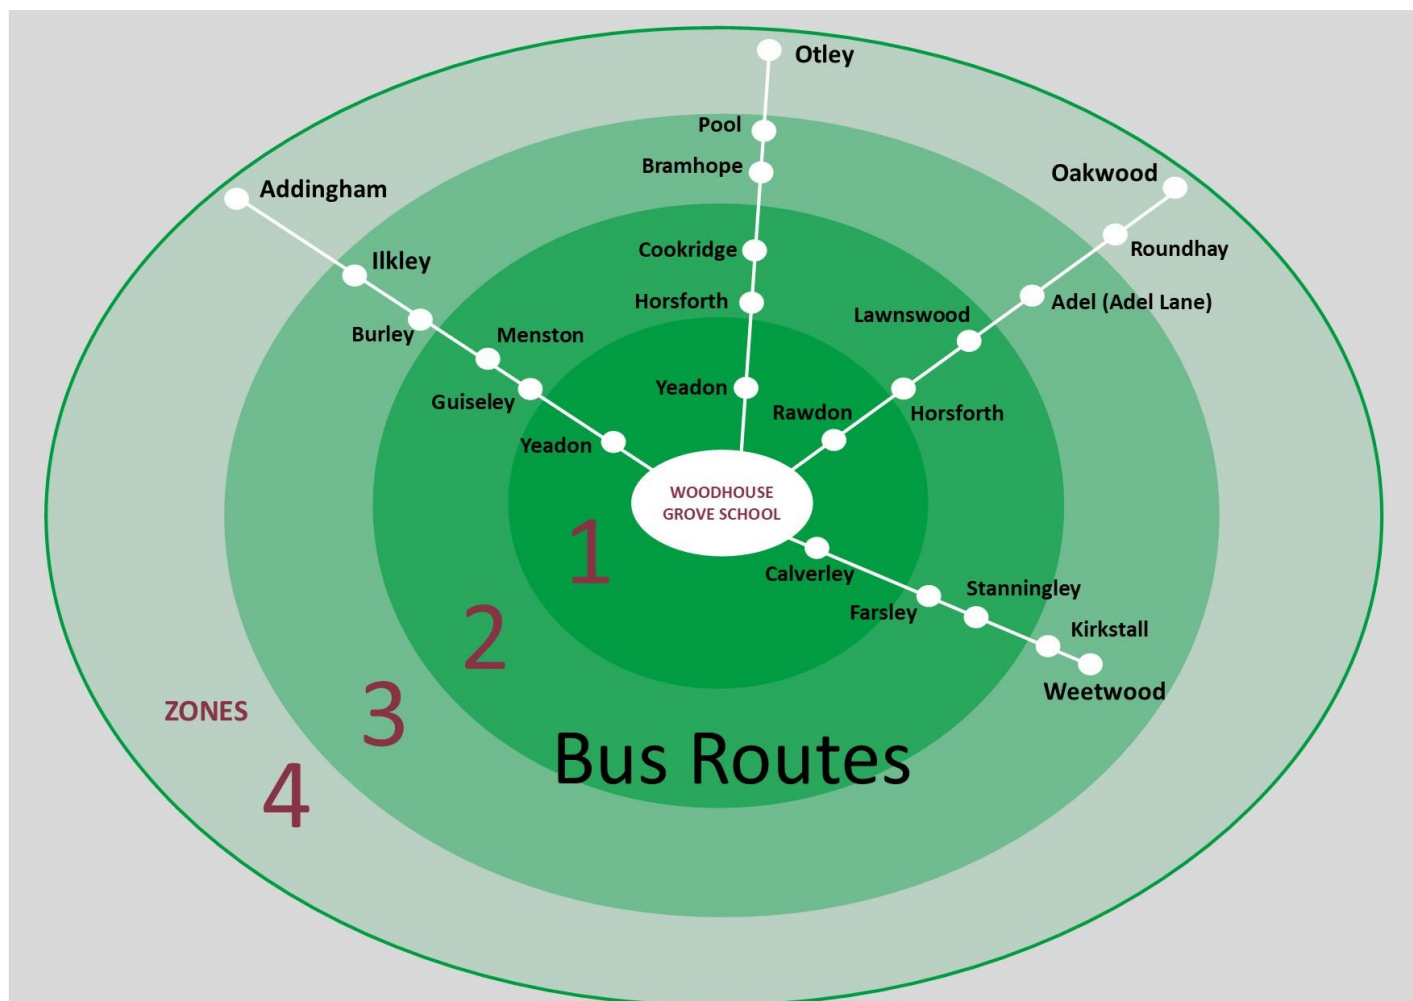 Otley
Pool
Bramhope
Oakwood
Addingham
Roundhay
Cookridge
Ilkley
Horsforth
Adel (Adel Lane)
Lawnswood
Burley
Menston
Yeadon
Guiseley
Rawdon
Horsforth
Yeadon
WOODHOUSE
GROVE SCHOOL
1
Calverley
Stanningley
Farsley
2
Kirkstall
Weetwood
ZONES
3
Bus Routes
4